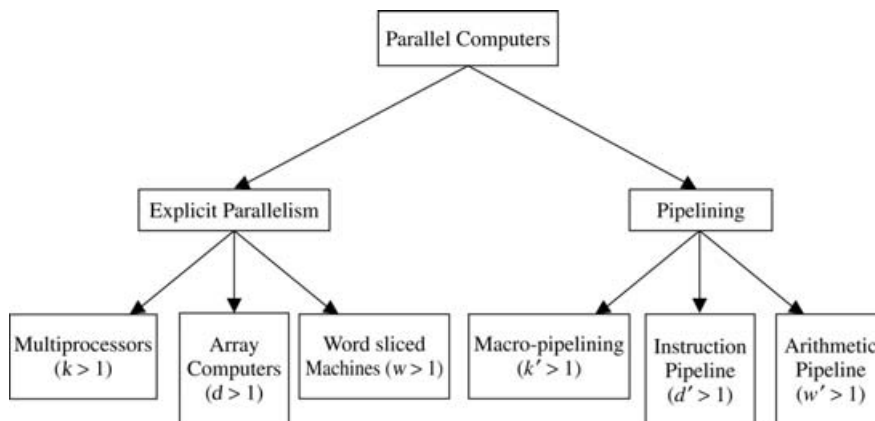 Parallel Computers
Explicit Parallelism
Pipelining
Multiprocessors
(k > 1)
Array
Computers
(d > 1)
Word sliced
Machines (w > 1)
Macro-pipelining
(k′ > 1)
Instruction
Pipeline
(d′ > 1)
Arithmetic
Pipeline
(w′ > 1)